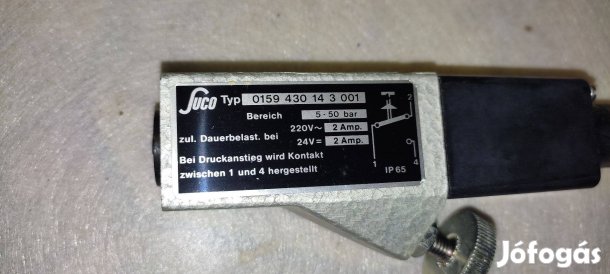 Suco Typ 0159 430 14 3 001
Bereich 5-50 bar
220V~ 2 Amp.
zul. Dauerbelast. bei
24V= 2 Amp.
Bei Druckanstieg wird Kontakt
zwischen 1 und 4 hergestellt
2
1 4
IP 65
Jófogás